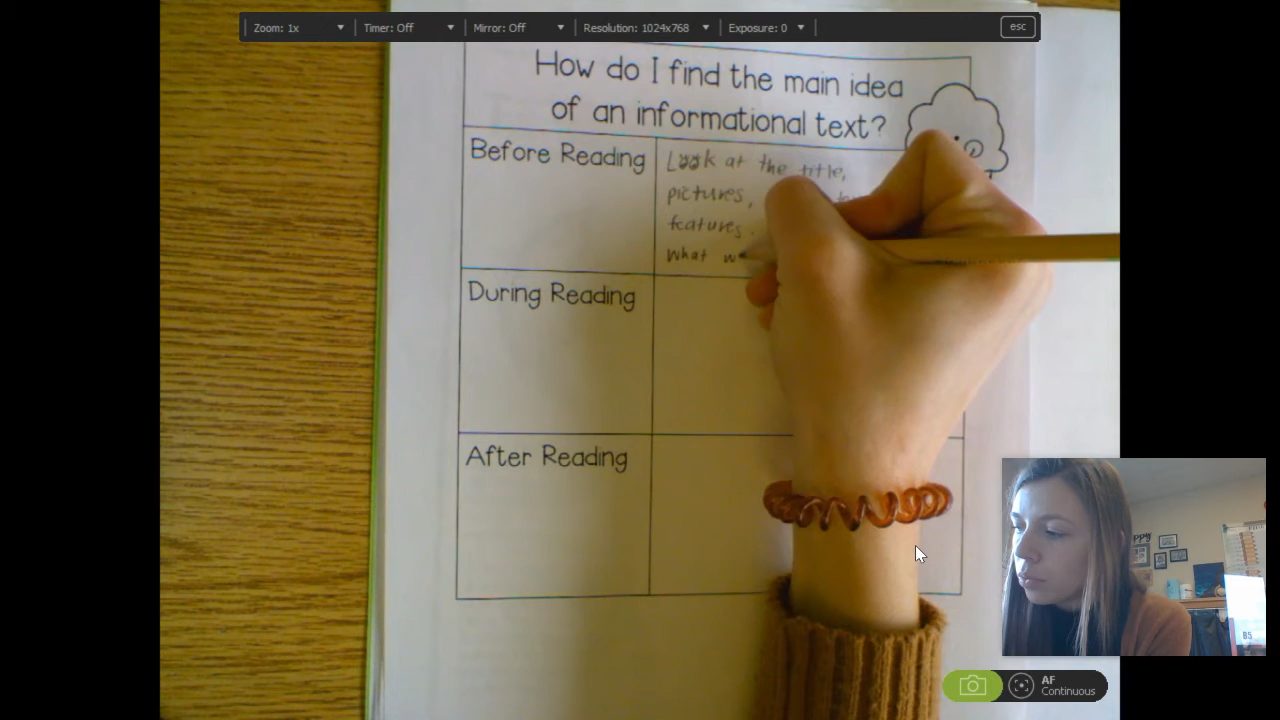 Zoom: 1x Timer: Off Mirror: Off Resolution: 1024x768 Exposure: 0 esc
How do I find the main idea
of an informational text?
Before Reading
Look at the title,
pictures,
features.
What
During Reading
After Reading
AF
Continuous